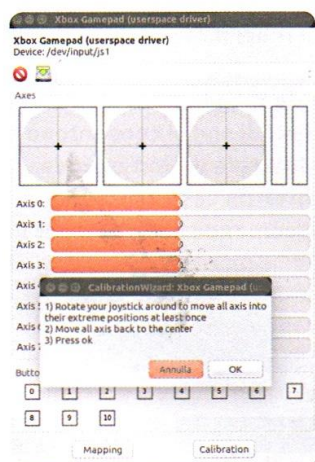 Xbox Gamepad (userspace driver)
Xbox Gamepad (userspace driver)
Device: /dev/input/js1
Axes
Axis 0:
Axis 1:
Axis 2:
Axis 3:
CalibrationWizard: Xbox Gamepad (u
1) Rotate your joystick around to move all axis into
their extreme positions at least once
2) Move all axis back to the center
3) Press ok
Annulla OK
0 1 2 3 4 5 6 7
8 9 10
Mapping Calibration